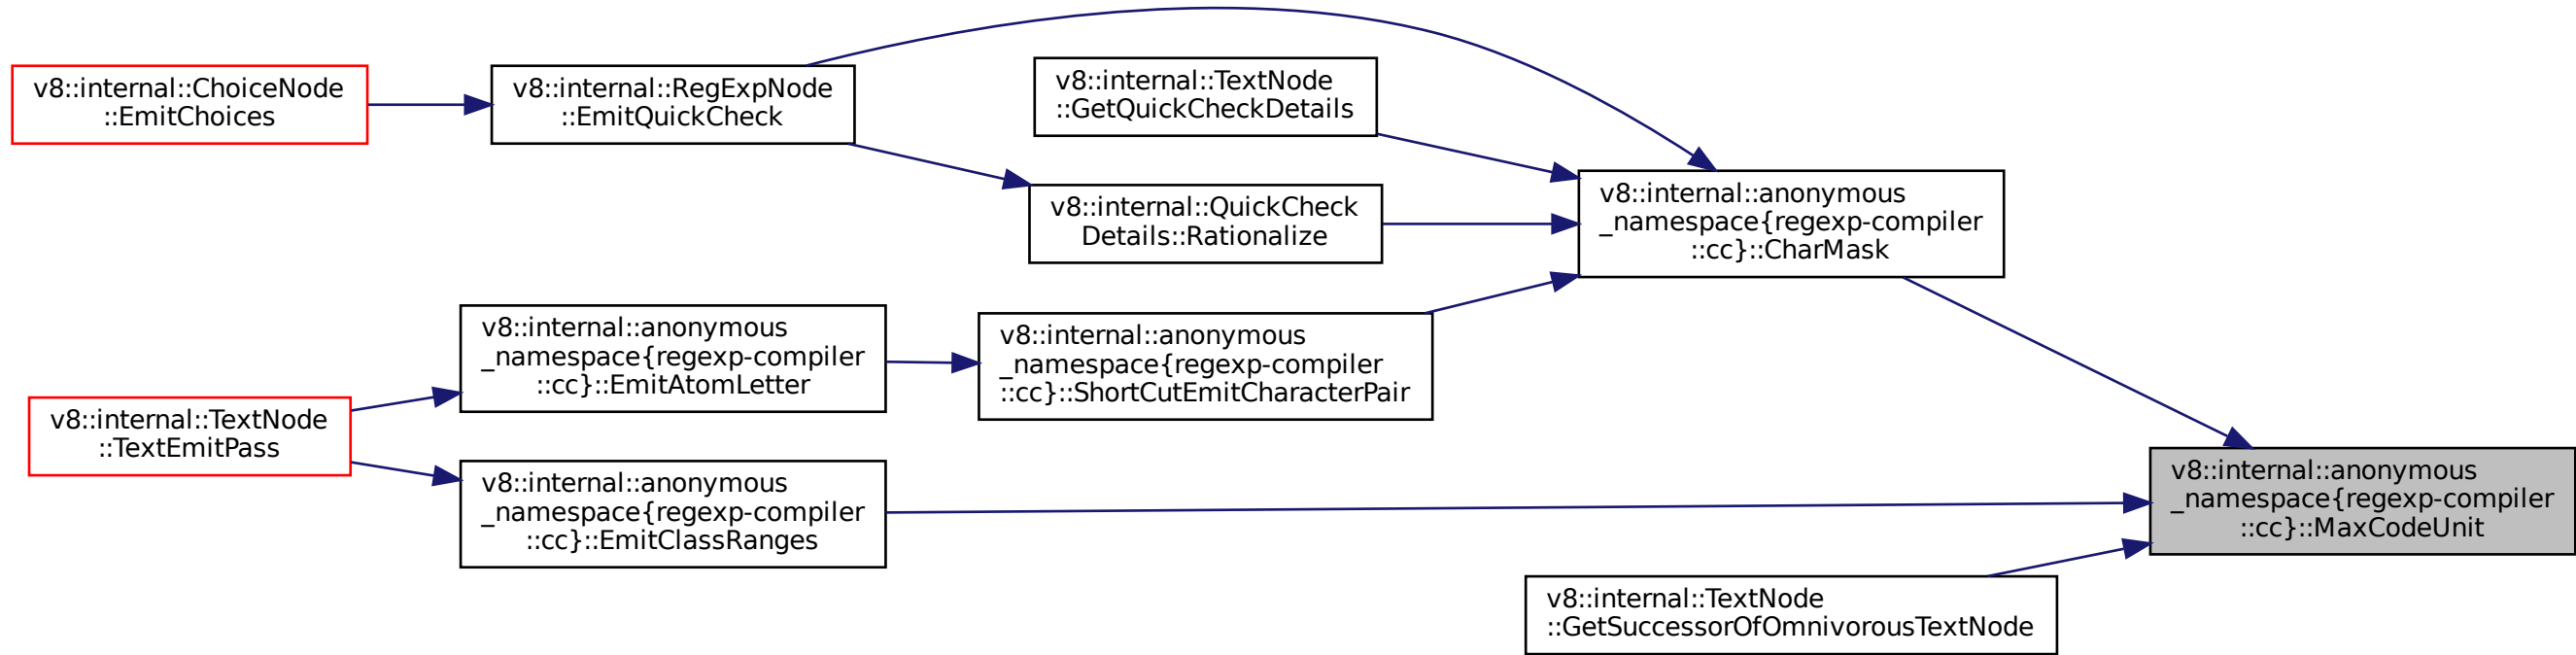 v8::internal::ChoiceNode
::EmitChoices
v8::internal::RegExpNode
::EmitQuickCheck
v8::internal::TextNode
::GetQuickCheckDetails
v8::internal::QuickCheck
Details::Rationalize
v8::internal::anonymous
_namespace{regexp-compiler
::cc}::CharMask
v8::internal::anonymous
_namespace{regexp-compiler
::cc}::EmitAtomLetter
v8::internal::anonymous
_namespace{regexp-compiler
::cc}::ShortCutEmitCharacterPair
v8::internal::TextNode
::TextEmitPass
v8::internal::anonymous
_namespace{regexp-compiler
::cc}::EmitClassRanges
v8::internal::anonymous
_namespace{regexp-compiler
::cc}::MaxCodeUnit
v8::internal::TextNode
::GetSuccessorOfOmnivorousTextNode